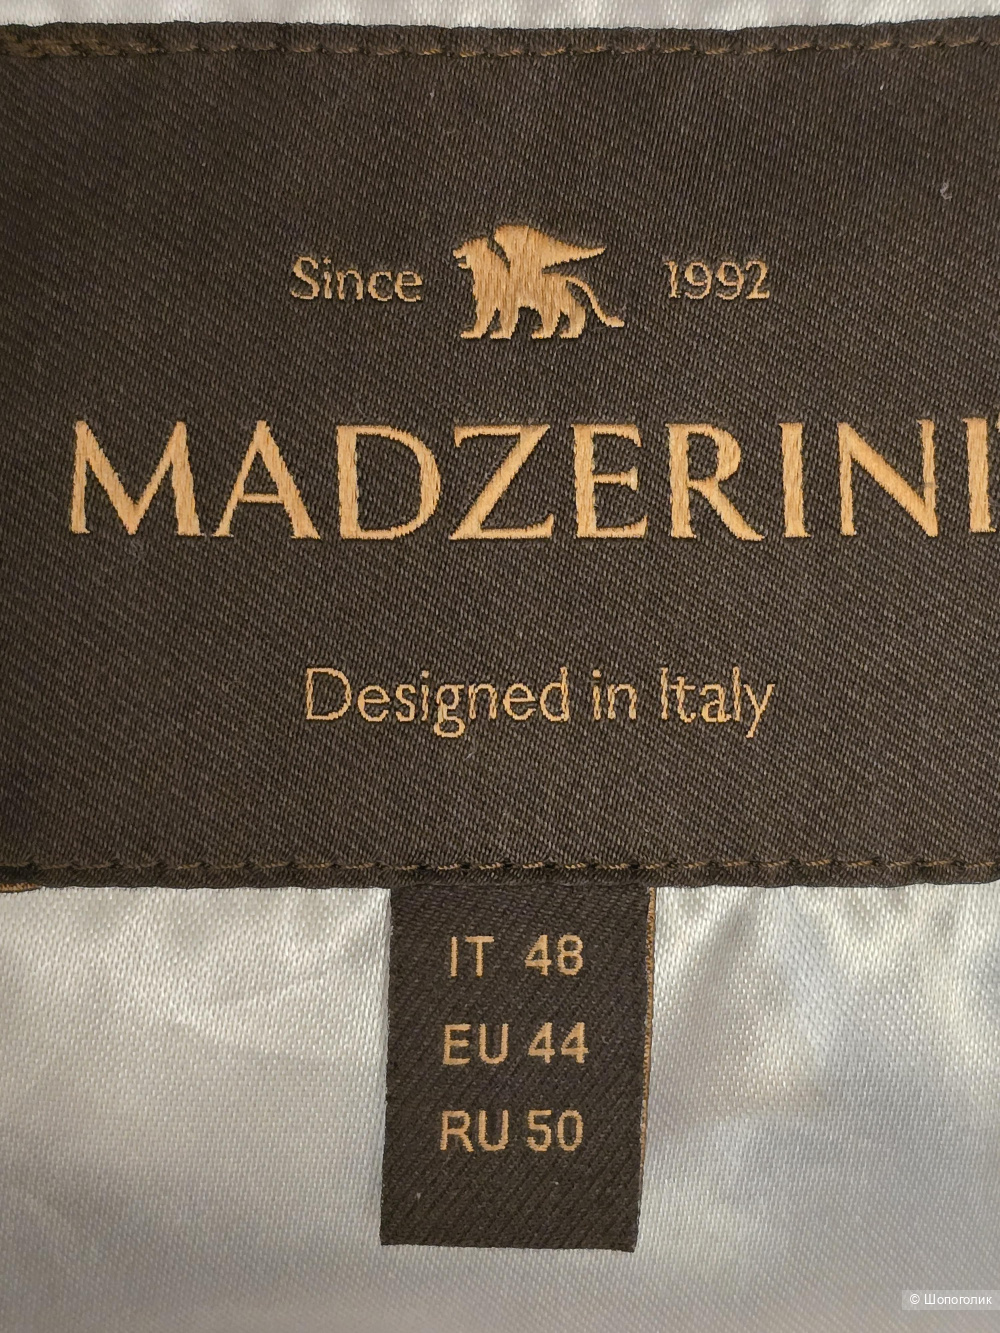 Since 1992
MADZERINI
Designed in Italy
IT 48
EU 44
RU 50
© Шопоголик